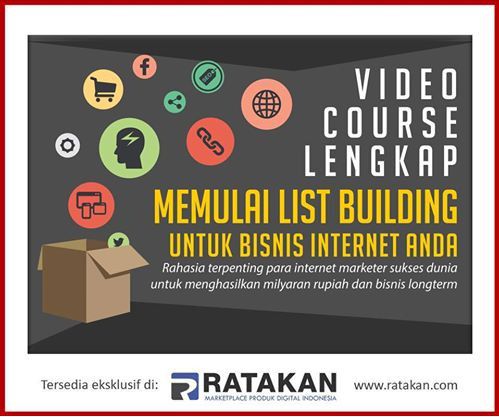 SEO
f
VIDEO
COURSE
LENGKAP
MEMULAI LIST BUILDING
UNTUK BISNIS INTERNET ANDA
Rahasia terpenting para internet marketer sukses dunia
untuk menghasilkan milyaran rupiah dan bisnis longterm
Tersedia eksklusif di:
RATAKAN
MARKETPLACE PRODUK DIGITAL INDONESIA
www.ratakan.com